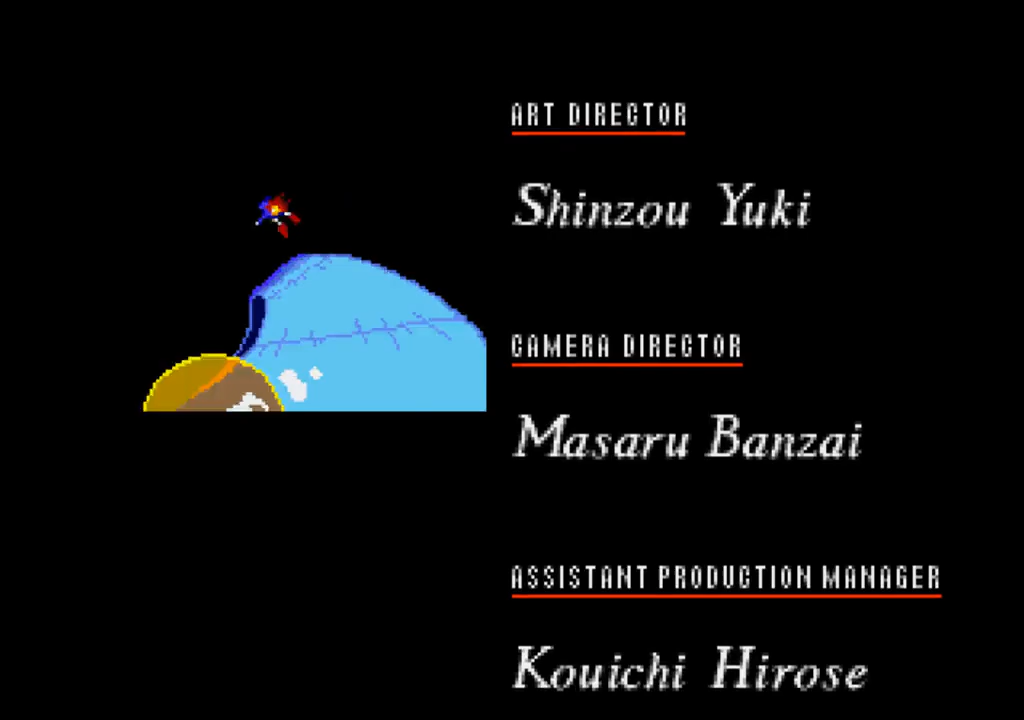 ART DIRECTOR
Shinzou Yuki
CAMERA DIRECTOR
Masaru Banzai
ASSISTANT PRODUCTION MANAGER
Kouichi Hirose